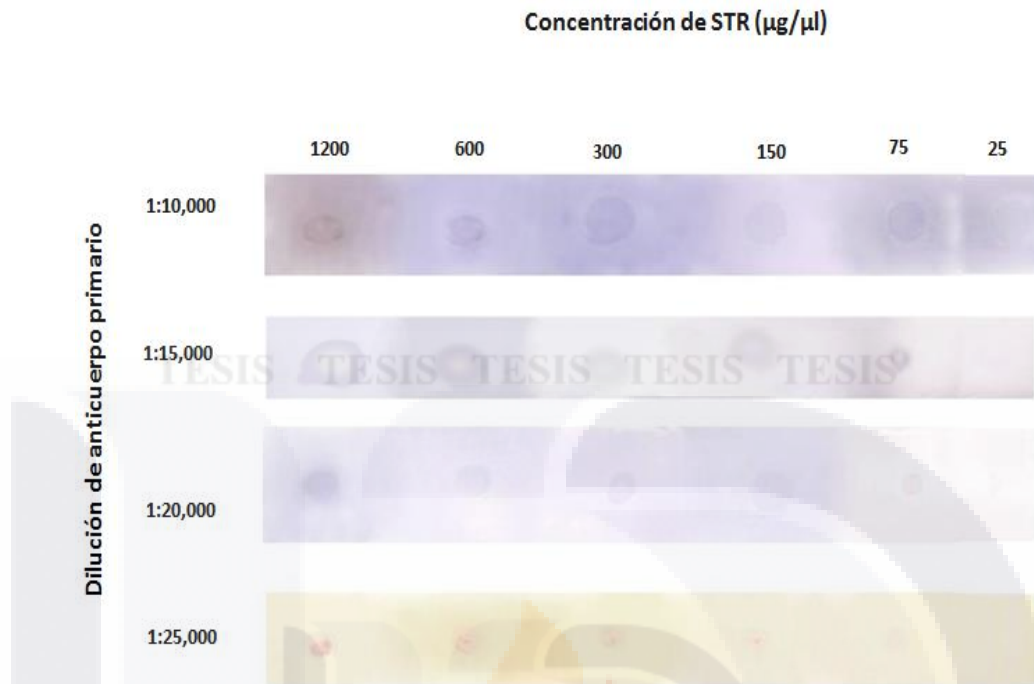 Concentración de STR (µg/µl)
1200 600 300 150 75 25
Dilución de anticuerpo primario
1:10,000
1:15,000
TESIS TESIS TESIS TESIS TESIS
1:20,000
1:25,000